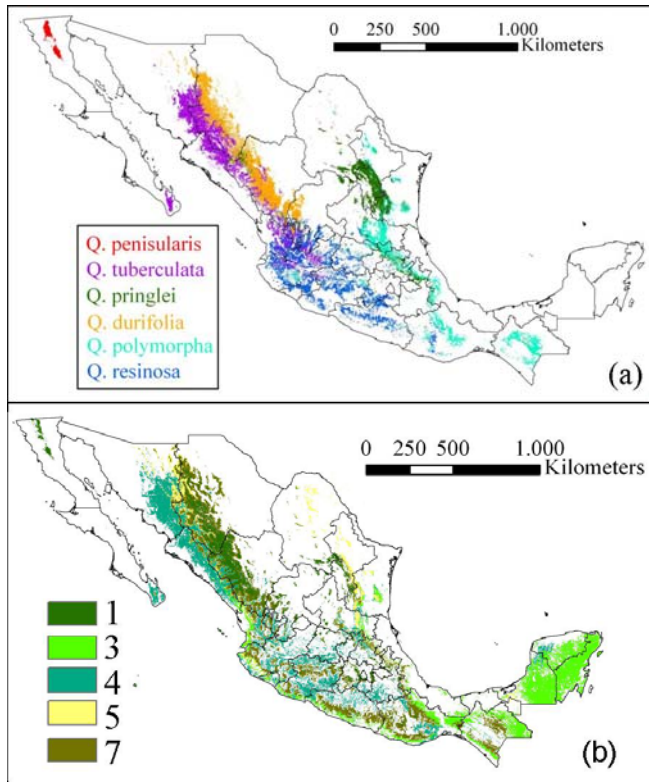 0 250 500 1.000
Kilometers
Q. penisularis
Q. tuberculata
Q. pringlei
Q. durifolia
Q. polymorpha
Q. resinosa
(a)
0 250 500 1.000
Kilometers
1
3
4
5
7
(b)